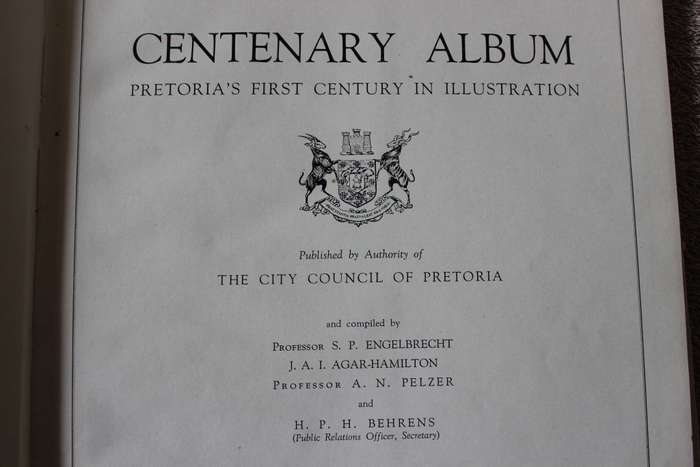 CENTENARY ALBUM
PRETORIA'S FIRST CENTURY IN ILLUSTRATION
Published by Authority of
THE CITY COUNCIL OF PRETORIA
and compiled by
PROFESSOR S. P. ENGELBRECHT
J. A. I. AGAR-HAMILTON
PROFESSOR A. N. PELZER
and
H. P. H. BEHRENS
(Public Relations Officer, Secretary)